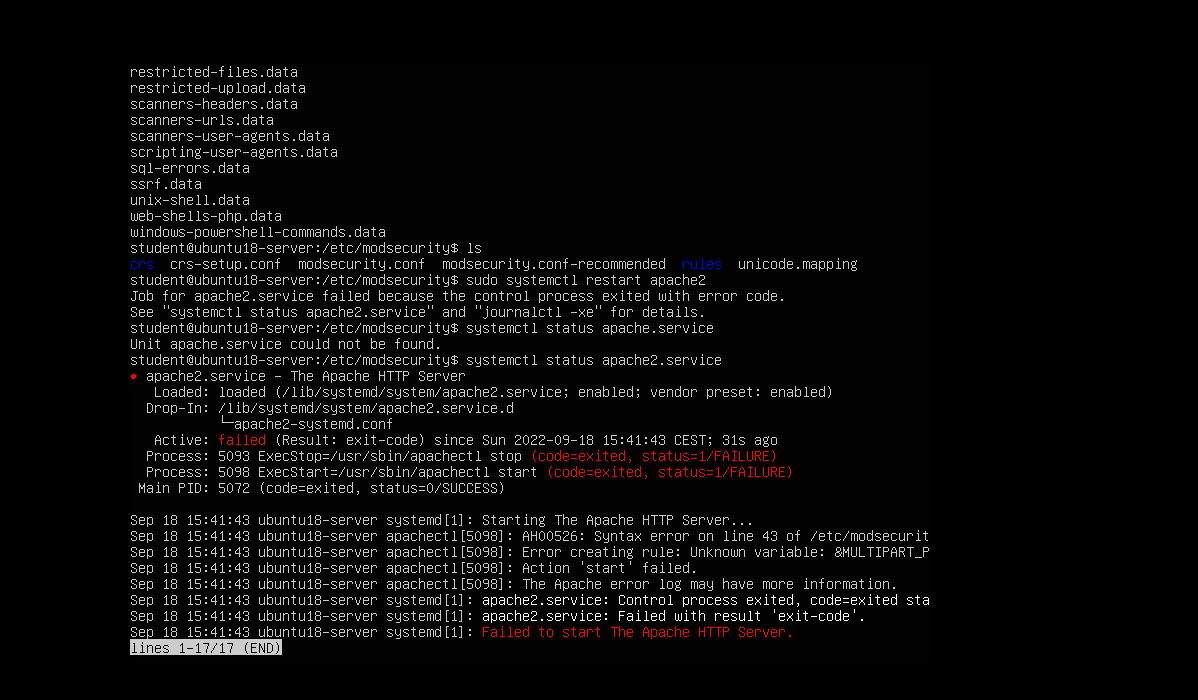 restricted-files.data
restricted-upload.data
scanners-headers.data
scanners-urls.data
scanners-user-agents.data
scripting-user-agents.data
sql-errors.data
ssrf.data
unix-shell.data
web-shells-php.data
windows-powershell-commands.data
student@ubuntu18-server:/etc/modsecurity$ ls
crs  crs-setup.conf  modsecurity.conf  modsecurity.conf-recommended  rules  unicode.mapping
student@ubuntu18-server:/etc/modsecurity$ sudo systemctl restart apache2
Job for apache2.service failed because the control process exited with error code.
See "systemctl status apache2.service" and "journalctl -xe" for details.
student@ubuntu18-server:/etc/modsecurity$ systemctl status apache.service
Unit apache.service could not be found.
student@ubuntu18-server:/etc/modsecurity$ systemctl status apache2.service
● apache2.service - The Apache HTTP Server
   Loaded: loaded (/lib/systemd/system/apache2.service; enabled; vendor preset: enabled)
  Drop-In: /lib/systemd/system/apache2.service.d
           └─apache2-systemd.conf
   Active: failed (Result: exit-code) since Sun 2022-09-18 15:41:43 CEST; 31s ago
  Process: 5093 ExecStop=/usr/sbin/apachectl stop (code=exited, status=1/FAILURE)
  Process: 5098 ExecStart=/usr/sbin/apachectl start (code=exited, status=1/FAILURE)
 Main PID: 5072 (code=exited, status=0/SUCCESS)

Sep 18 15:41:43 ubuntu18-server systemd[1]: Starting The Apache HTTP Server...
Sep 18 15:41:43 ubuntu18-server apachectl[5098]: AH00526: Syntax error on line 43 of /etc/modsecurit
Sep 18 15:41:43 ubuntu18-server apachectl[5098]: Error creating rule: Unknown variable: &MULTIPART_P
Sep 18 15:41:43 ubuntu18-server apachectl[5098]: Action 'start' failed.
Sep 18 15:41:43 ubuntu18-server apachectl[5098]: The Apache error log may have more information.
Sep 18 15:41:43 ubuntu18-server systemd[1]: apache2.service: Control process exited, code=exited sta
Sep 18 15:41:43 ubuntu18-server systemd[1]: apache2.service: Failed with result 'exit-code'.
Sep 18 15:41:43 ubuntu18-server systemd[1]: Failed to start The Apache HTTP Server.
lines 1-17/17 (END)